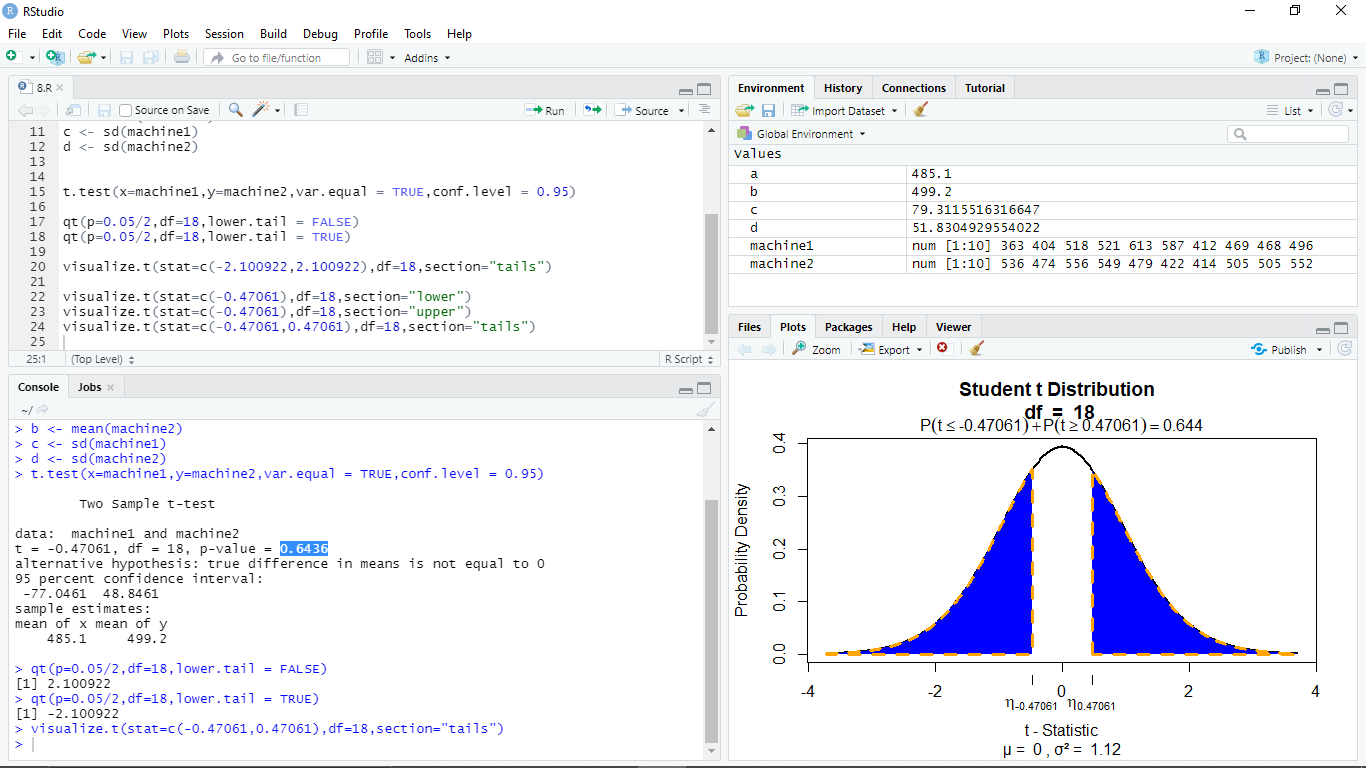 RStudio
File Edit Code View Plots Session Build Debug Profile Tools Help
Go to file/function Addins Project: (None)
8.R
Source on Save Run Source
11 c <- sd(machine1)
12 d <- sd(machine2)
13
14
15 t.test(x=machine1,y=machine2,var.equal = TRUE,conf.level = 0.95)
16
17 qt(p=0.05/2,df=18,lower.tail = FALSE)
18 qt(p=0.05/2,df=18,lower.tail = TRUE)
19
20 visualize.t(stat=c(-2.100922,2.100922),df=18,section="tails")
21
22 visualize.t(stat=c(-0.47061),df=18,section="lower")
23 visualize.t(stat=c(-0.47061),df=18,section="upper")
24 visualize.t(stat=c(-0.47061,0.47061),df=18,section="tails")
25
25:1 (Top Level) R Script
Console Jobs
~/
> b <- mean(machine2)
> c <- sd(machine1)
> d <- sd(machine2)
> t.test(x=machine1,y=machine2,var.equal = TRUE,conf.level = 0.95)
Two Sample t-test
data: machine1 and machine2
t = -0.47061, df = 18, p-value = 0.6436
alternative hypothesis: true difference in means is not equal to 0
95 percent confidence interval:
-77.0461 48.8461
sample estimates:
mean of x mean of y
485.1 499.2
> qt(p=0.05/2,df=18,lower.tail = FALSE)
[1] 2.100922
> qt(p=0.05/2,df=18,lower.tail = TRUE)
[1] -2.100922
> visualize.t(stat=c(-0.47061,0.47061),df=18,section="tails")
>
Environment History Connections Tutorial
Import Dataset List
Global Environment
Values
a 485.1
b 499.2
c 79.3115516316647
d 51.8304929554022
machine1 num [1:10] 363 404 518 521 613 587 412 469 468 496
machine2 num [1:10] 536 474 556 549 479 422 414 505 505 552
Files Plots Packages Help Viewer
Zoom Export Publish
Student t Distribution
df = 18
P(t ≤ -0.47061)+P(t ≥ 0.47061) = 0.644
Probability Density
0.4
0.3
0.2
0.1
0.0
-4 -2 0 2 4
η-0.47061 η0.47061
t - Statistic
μ = 0 , σ² = 1.12